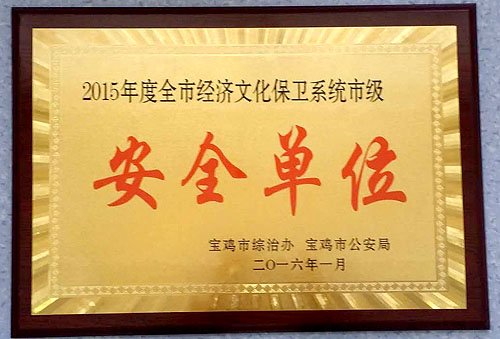 2015年度全市经济文化保卫系统市级
安全单位
宝鸡市综治办 宝鸡市公安局
二〇一六年一月